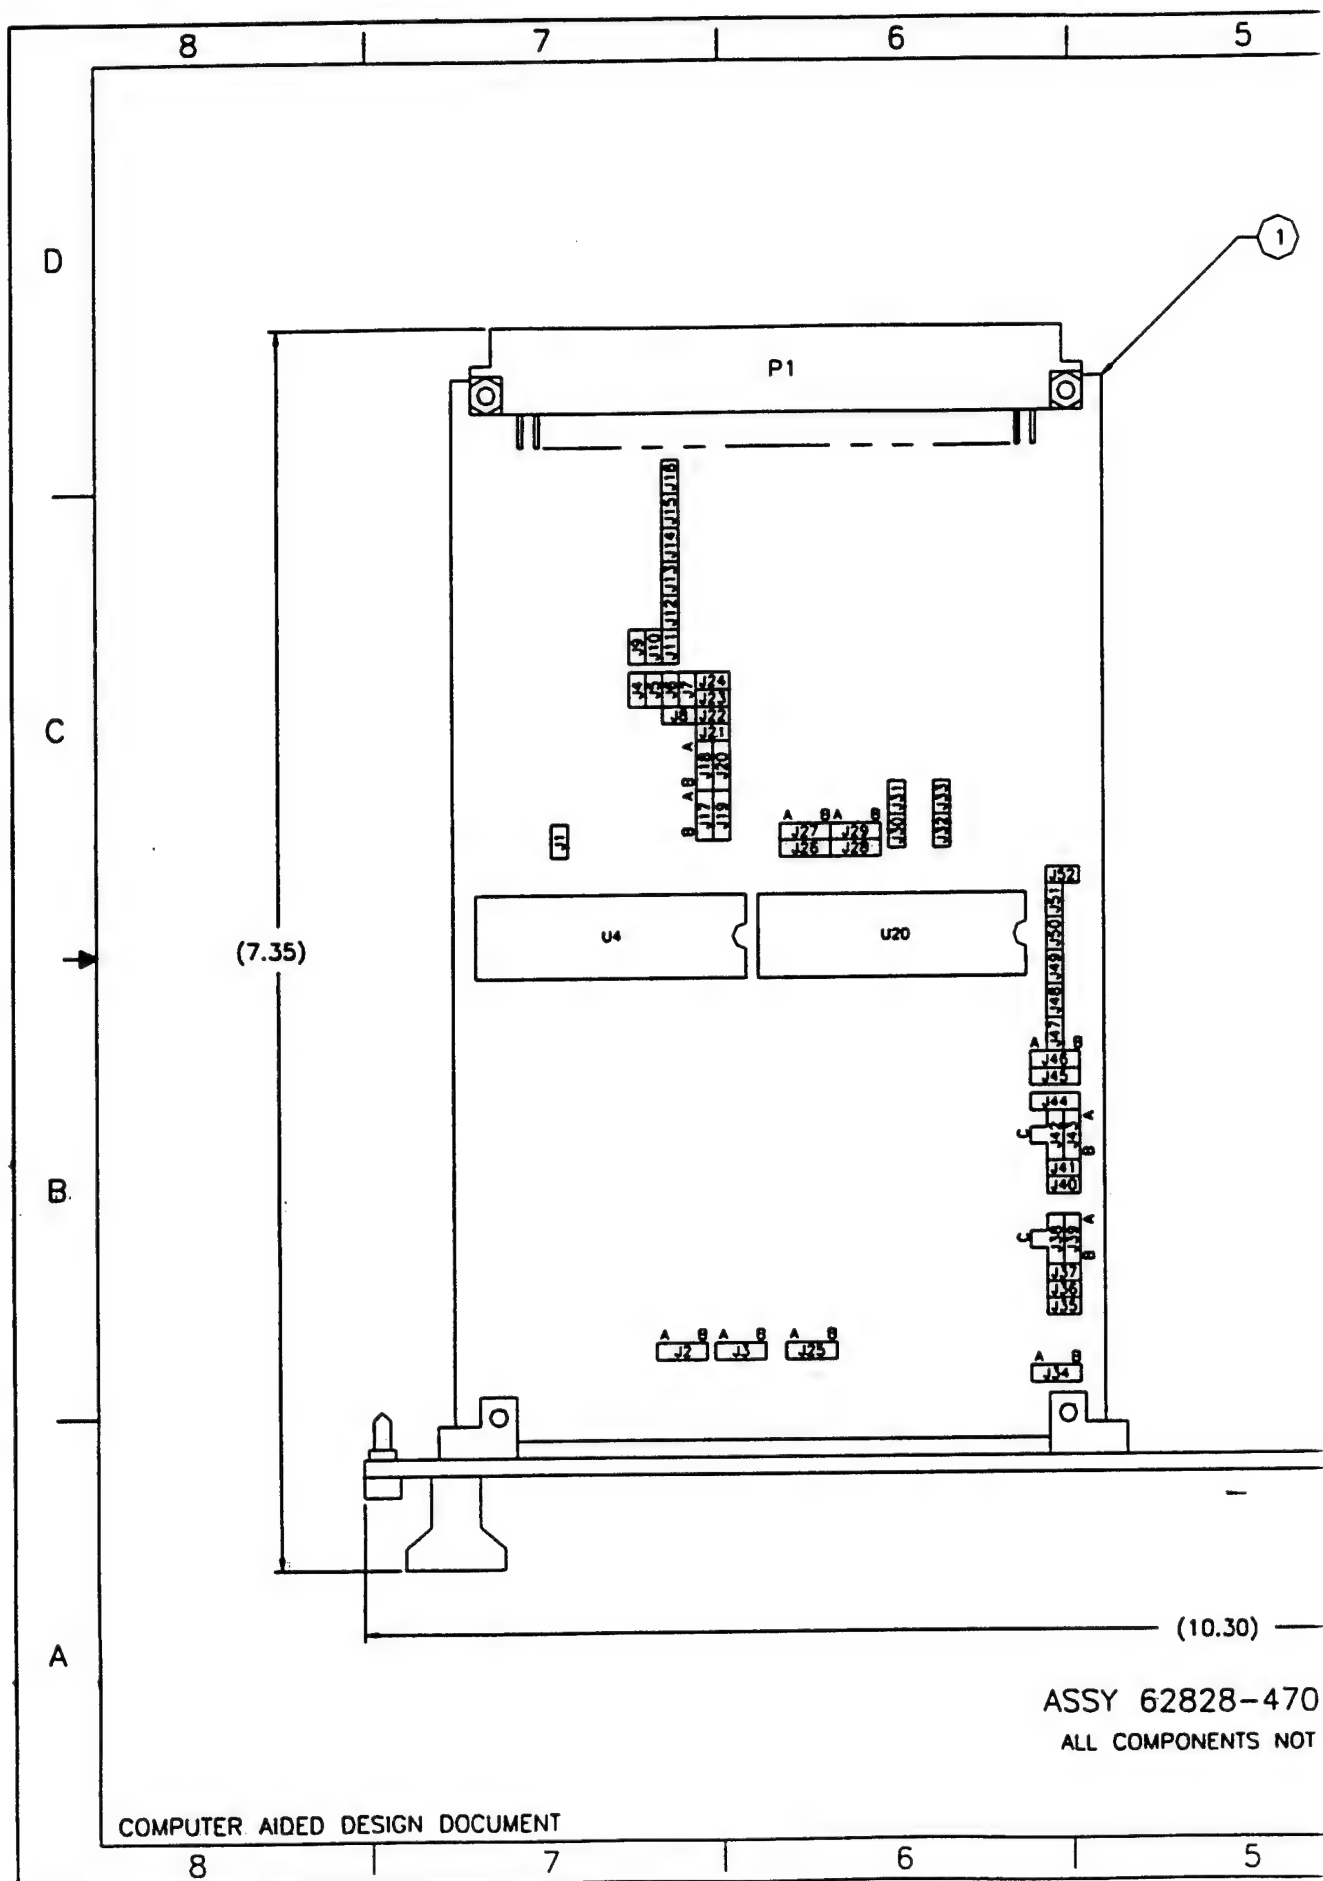 8 7 6 5
D
1
P1
J16
J15
J14
J13
J12
J9 J10 J11
J4 J5 J6 J7 J24
J23
J8 J22
C
J21
A
J18 J20
B
A
J17 J19
B
J31
J30
J33
J32
A B A B
J27 J29
J26 J28
J1
J52
J51
J50
J49
J48
J47
U4 U20
(7.35)
A B
J46
J45
J44
A
C J42 J43
B
J41
J40
B
A
C J38 J39
B
J37
J36
J35
A B A B A B
J2 J3 J25
A B
J34
(10.30)
A
ASSY 62828-470
ALL COMPONENTS NOT
COMPUTER AIDED DESIGN DOCUMENT
8 7 6 5